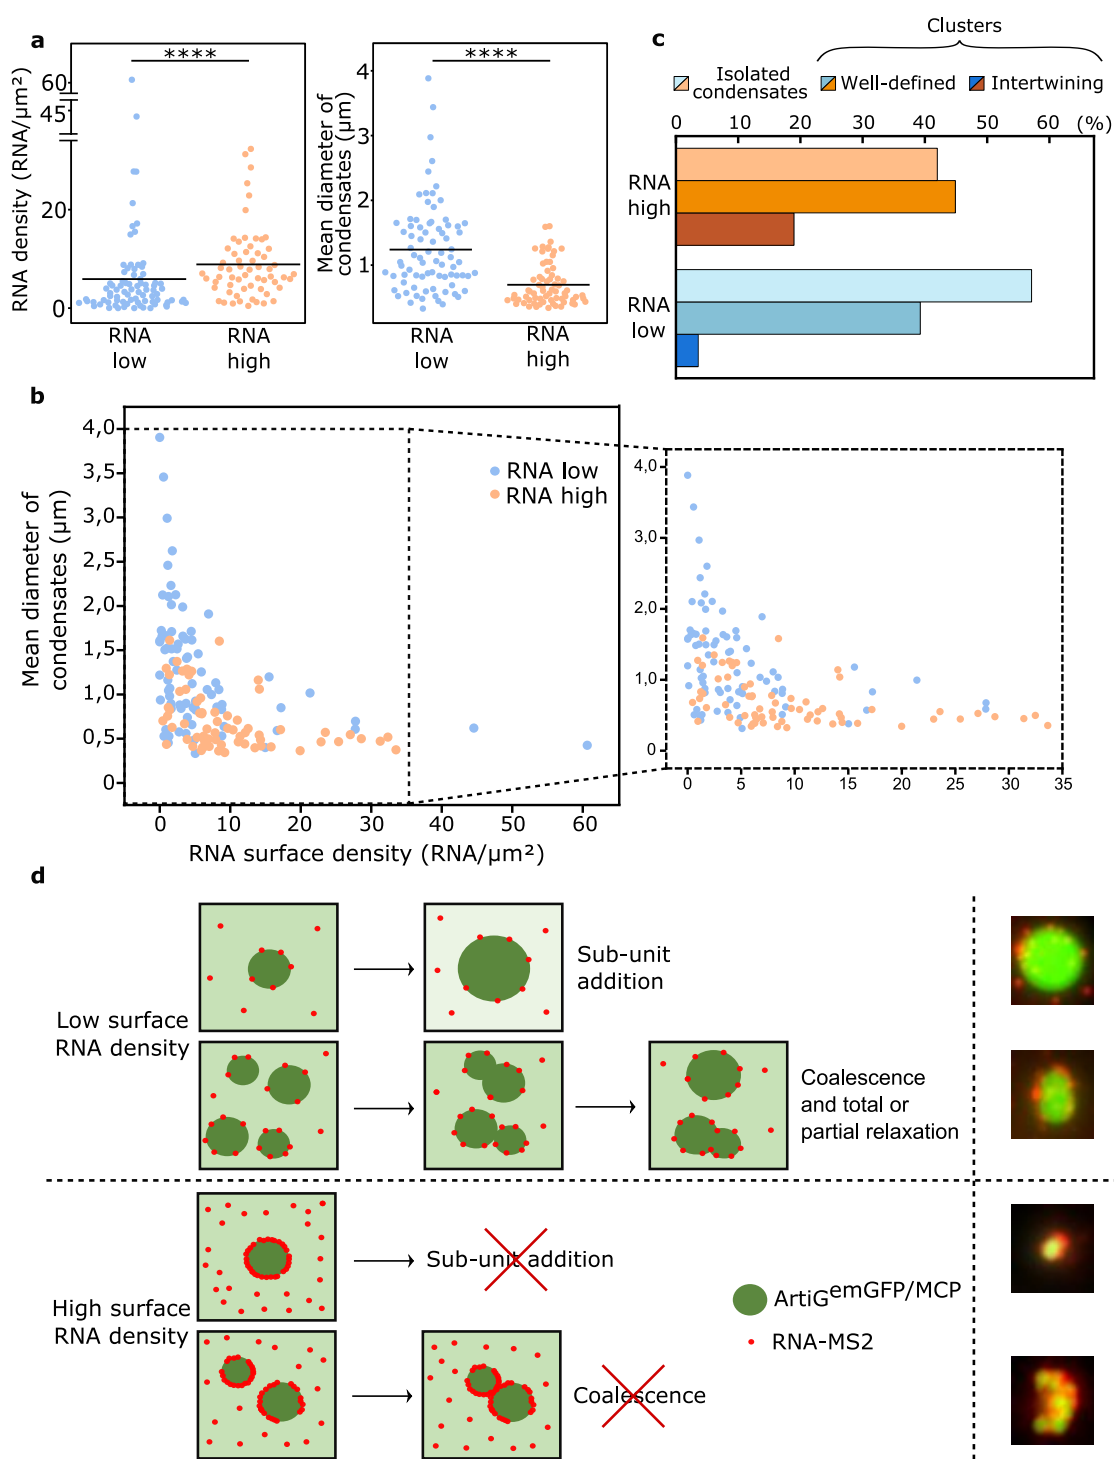 a
RNA density (RNA/µm²)
60
45
20
0
****
RNA
low
RNA
high
Mean diameter of
condensates (µm)
4
3
2
1
****
RNA
low
RNA
high
c
Clusters
Isolated
condensates
Well-defined
Intertwining
0 10 20 30 40 50 60 (%)
RNA
high
RNA
low
b
Mean diameter of
condensates (µm)
4,0
3,5
3,0
2,5
2,0
1,5
1,0
0,5
0
RNA low
RNA high
0 10 20 30 40 50 60
RNA surface density (RNA/µm²)
4,0
3,0
2,0
1,0
0
0 5 10 15 20 25 30 35
d
Low surface
RNA density
Sub-unit
addition
Coalescence
and total or
partial relaxation
High surface
RNA density
Sub-unit addition
Coalescence
ArtiG emGFP/MCP
RNA-MS2